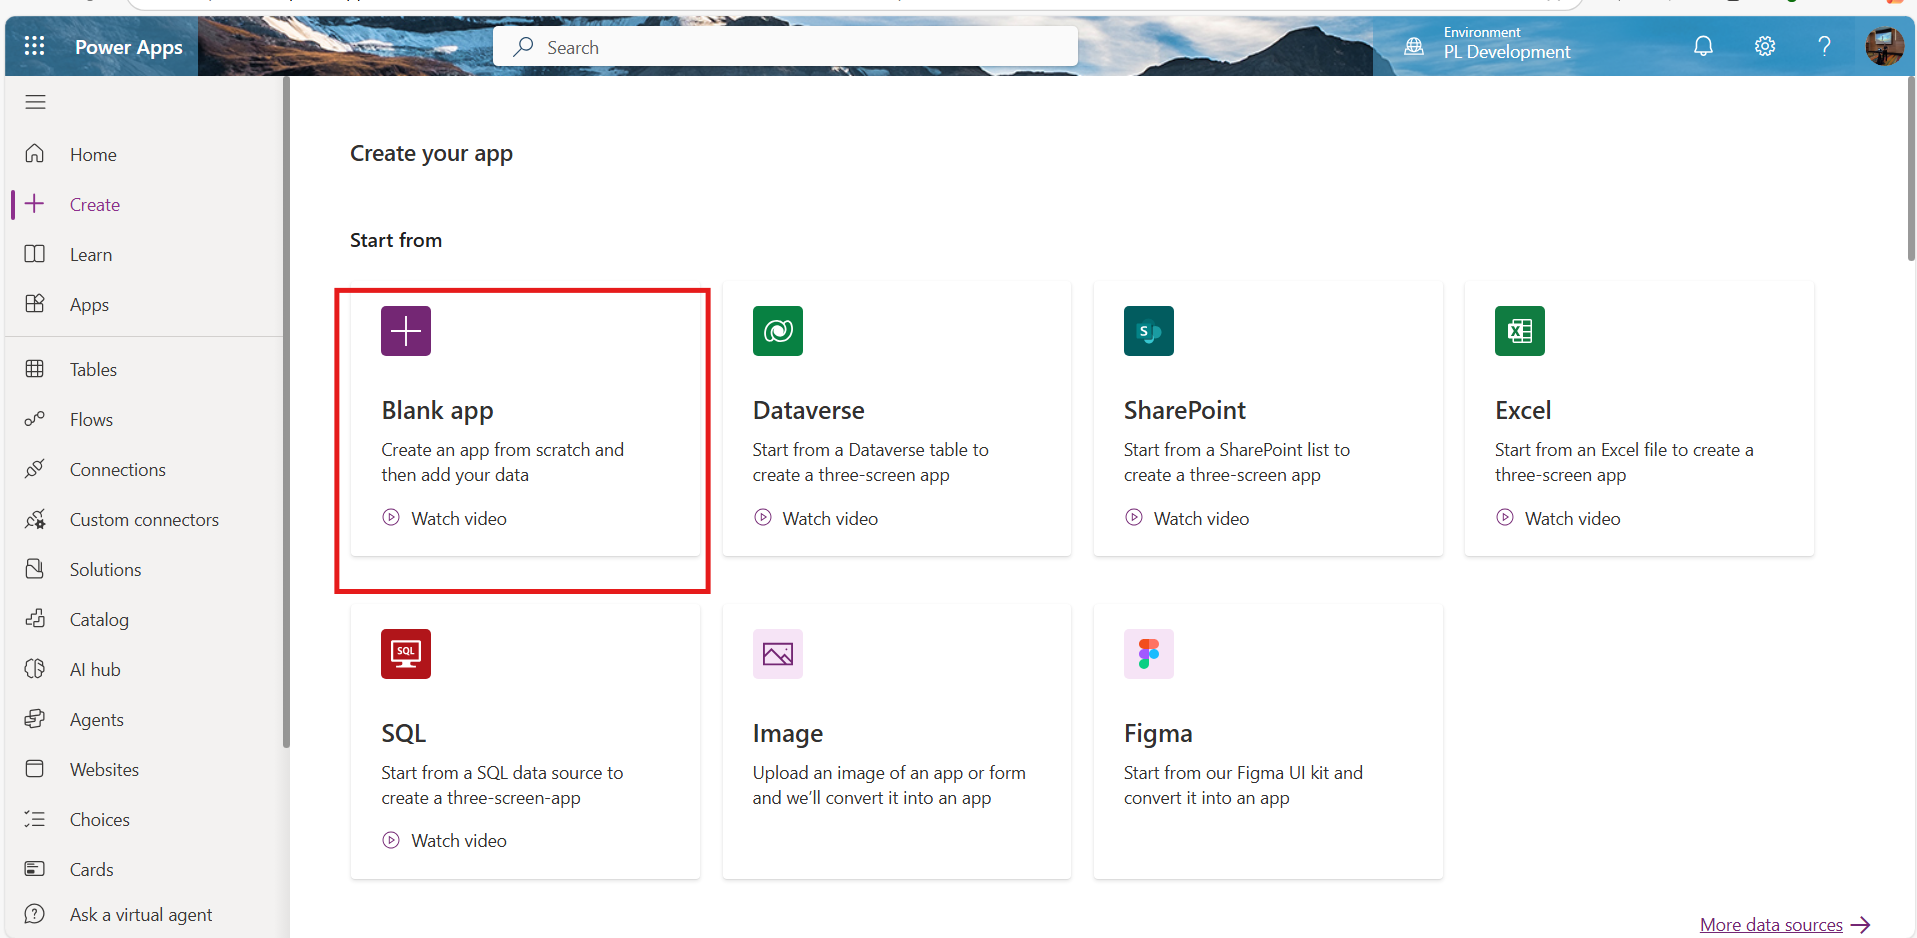 Power Apps
Search
Environment
PL Development
Home
Create
Learn
Apps
Tables
Flows
Connections
Custom connectors
Solutions
Catalog
AI hub
Agents
Websites
Choices
Cards
Ask a virtual agent
Create your app
Start from
Blank app
Create an app from scratch and
then add your data
Watch video
Dataverse
Start from a Dataverse table to
create a three-screen app
Watch video
SharePoint
Start from a SharePoint list to
create a three-screen app
Watch video
Excel
Start from an Excel file to create a
three-screen app
Watch video
SQL
SQL
Start from a SQL data source to
create a three-screen-app
Watch video
Image
Upload an image of an app or form
and we’ll convert it into an app
Figma
Start from our Figma UI kit and
convert it into an app
More data sources